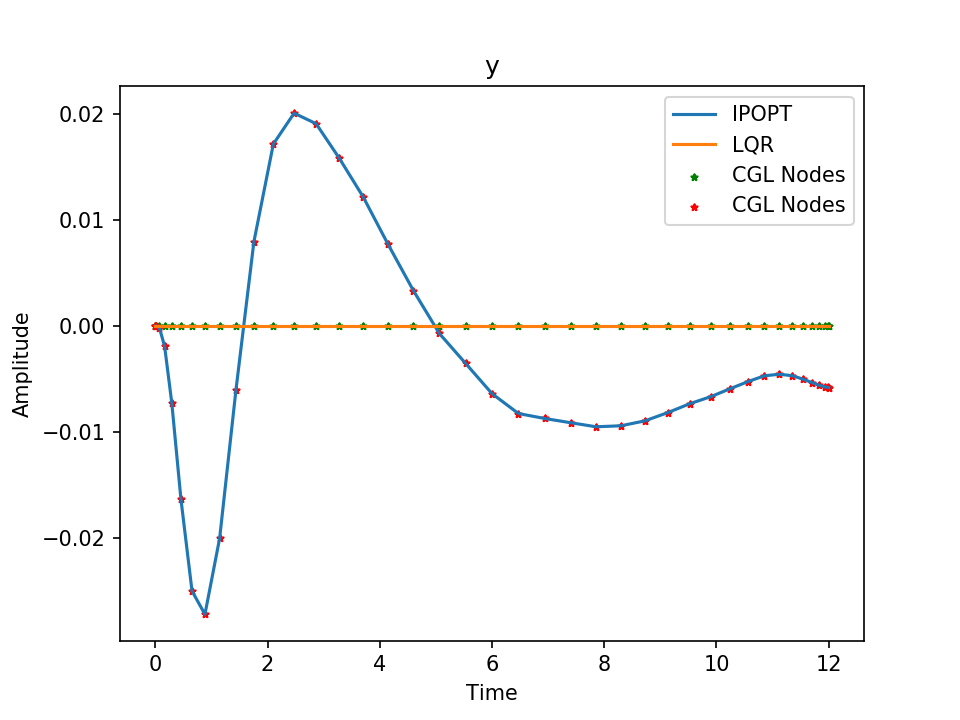 y
IPOPT
LQR
CGL Nodes
CGL Nodes
Amplitude
0.02
0.01
0.00
−0.01
−0.02
0 2 4 6 8 10 12
Time